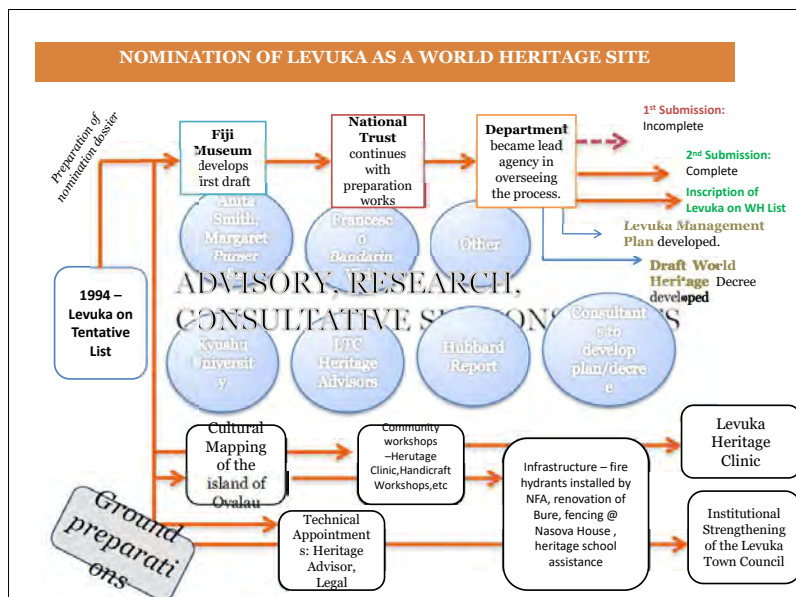 NOMINATION OF LEVUKA AS A WORLD HERITAGE SITE
Preparation of
nomination dossier
Fiji
Museum
develops
first draft
National
Trust
continues
with
preparation
works
Department
became lead
agency in
overseeing
the process.
1st Submission:
Incomplete
2nd Submission:
Complete
Inscription of
Levuka on WH List
Levuka Management
Plan developed.
Draft World
Heritage Decree
developed
1994 –
Levuka on
Tentative
List
Anita
Smith,
Margaret
Purser
Francesc
o
Bandarin
Other
ADVISORY, RESEARCH,
CONSULTATIVE
Kyushu
Universit
y
LTC
Heritage
Advisors
Hubbard
Report
Consultant
s to
develop
plan/decre
e
Cultural
Mapping
of the
island of
Ovalau
Community
workshops
–Herutage
Clinic,Handicraft
Workshops,etc
Infrastructure – fire
hydrants installed by
NFA, renovation of
Bure, fencing @
Nasova House ,
heritage school
assistance
Levuka
Heritage
Clinic
Ground
preparati
ons
Technical
Appointment
s: Heritage
Advisor,
Legal
Institutional
Strengthening
of the Levuka
Town Council